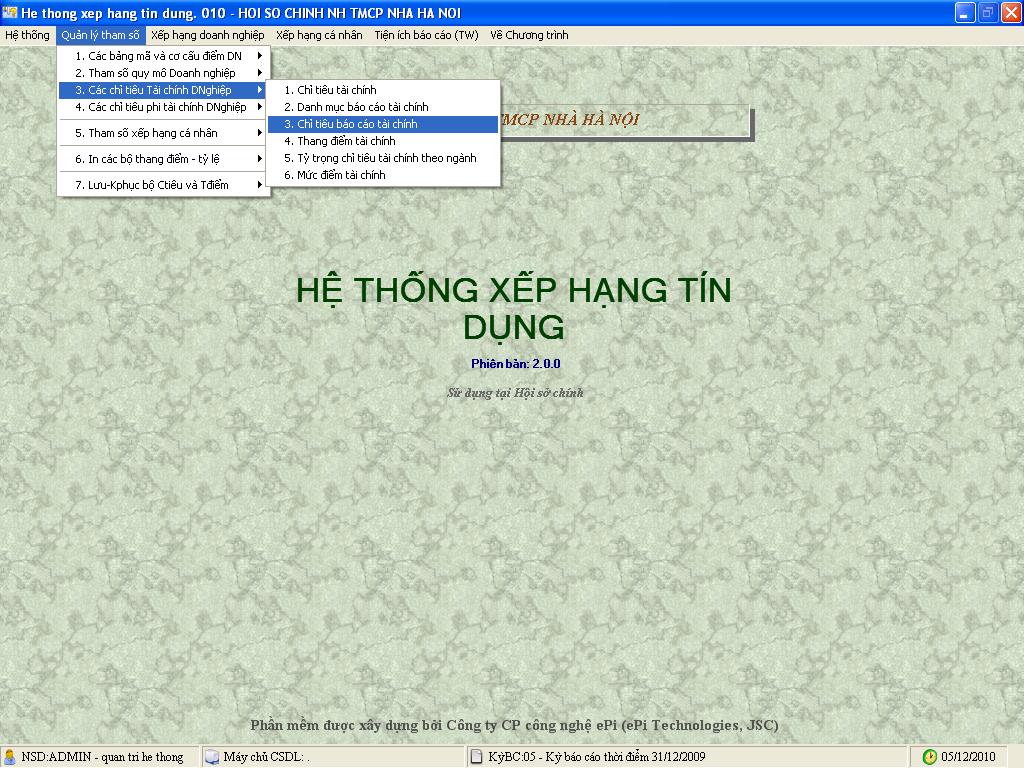 He thong xep hang tin dung. 010 - HOI SO CHINH NH TMCP NHA HA NOI
Hệ thống Quản lý tham số Xếp hạng doanh nghiệp Xếp hạng cá nhân Tiện ích báo cáo (TW) Về Chương trình
1. Các bảng mã và cơ cấu điểm DN
2. Tham số quy mô Doanh nghiệp
3. Các chỉ tiêu Tài chính DNghiệp
4. Các chỉ tiêu phi tài chính DNghiệp
5. Tham số xếp hạng cá nhân
6. In các bộ thang điểm - tỷ lệ
7. Lưu-Kphục bộ Ctiêu và Tđiểm
1. Chỉ tiêu tài chính
2. Danh mục báo cáo tài chính
3. Chỉ tiêu báo cáo tài chính
4. Thang điểm tài chính
5. Tỷ trọng chỉ tiêu tài chính theo ngành
6. Mức điểm tài chính
TMCP NHÀ HÀ NỘI
HỆ THỐNG XẾP HẠNG TÍN
DỤNG
Phiên bản: 2.0.0
Sử dụng tại Hội sở chính
Phần mềm được xây dựng bởi Công ty CP công nghệ ePi (ePi Technologies, JSC)
NSD:ADMIN - quan tri he thong Máy chủ CSDL: . KỳBC:05 - Kỳ báo cáo thời điểm 31/12/2009 05/12/2010